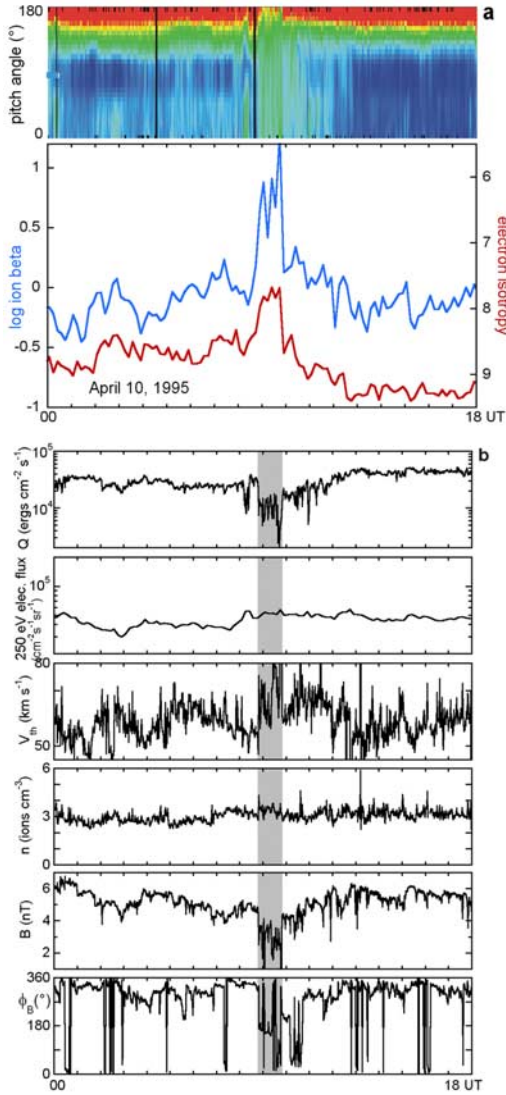 180
a
pitch angle (°)
0
1
0.5
0
-0.5
-1
log ion beta
6
7
8
9
electron isotropy
April 10, 1995
00
18 UT
b
10⁵
10⁴
Q (ergs cm⁻² s⁻¹)
10⁵
250 eV elec. flux
(cm⁻²s⁻¹sr⁻¹)
80
50
V_th (km s⁻¹)
6
3
0
n (ions cm⁻³)
6
4
2
B (nT)
360
180
0
ϕ_B(°)
00
18 UT